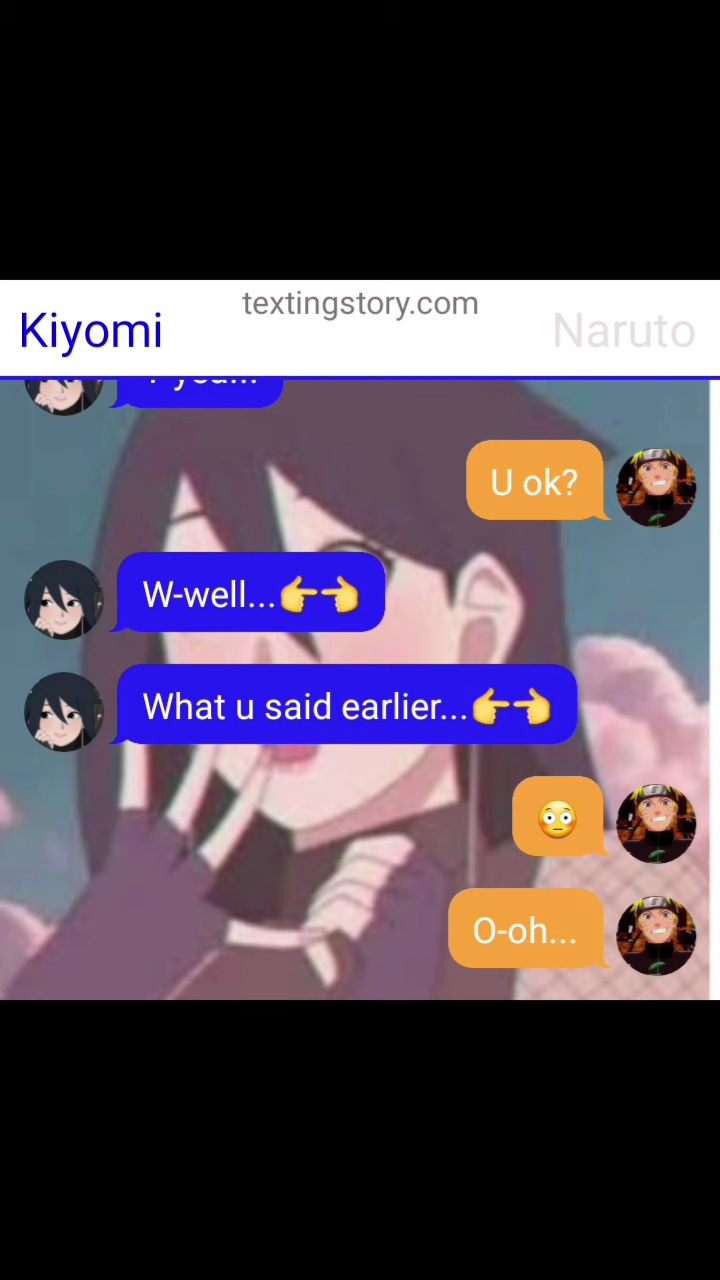 textingstory.com
Kiyomi
Naruto
U ok?
W-well...👉👈
What u said earlier...👉👈
😳
O-oh...